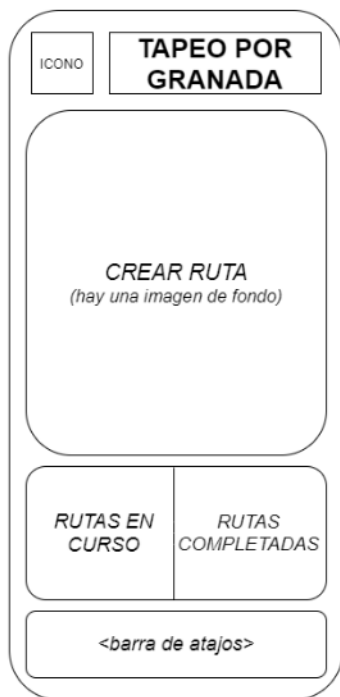 ICONO
TAPEO POR
GRANADA
CREAR RUTA
(hay una imagen de fondo)
RUTAS EN
CURSO
RUTAS
COMPLETADAS
<barra de atajos>